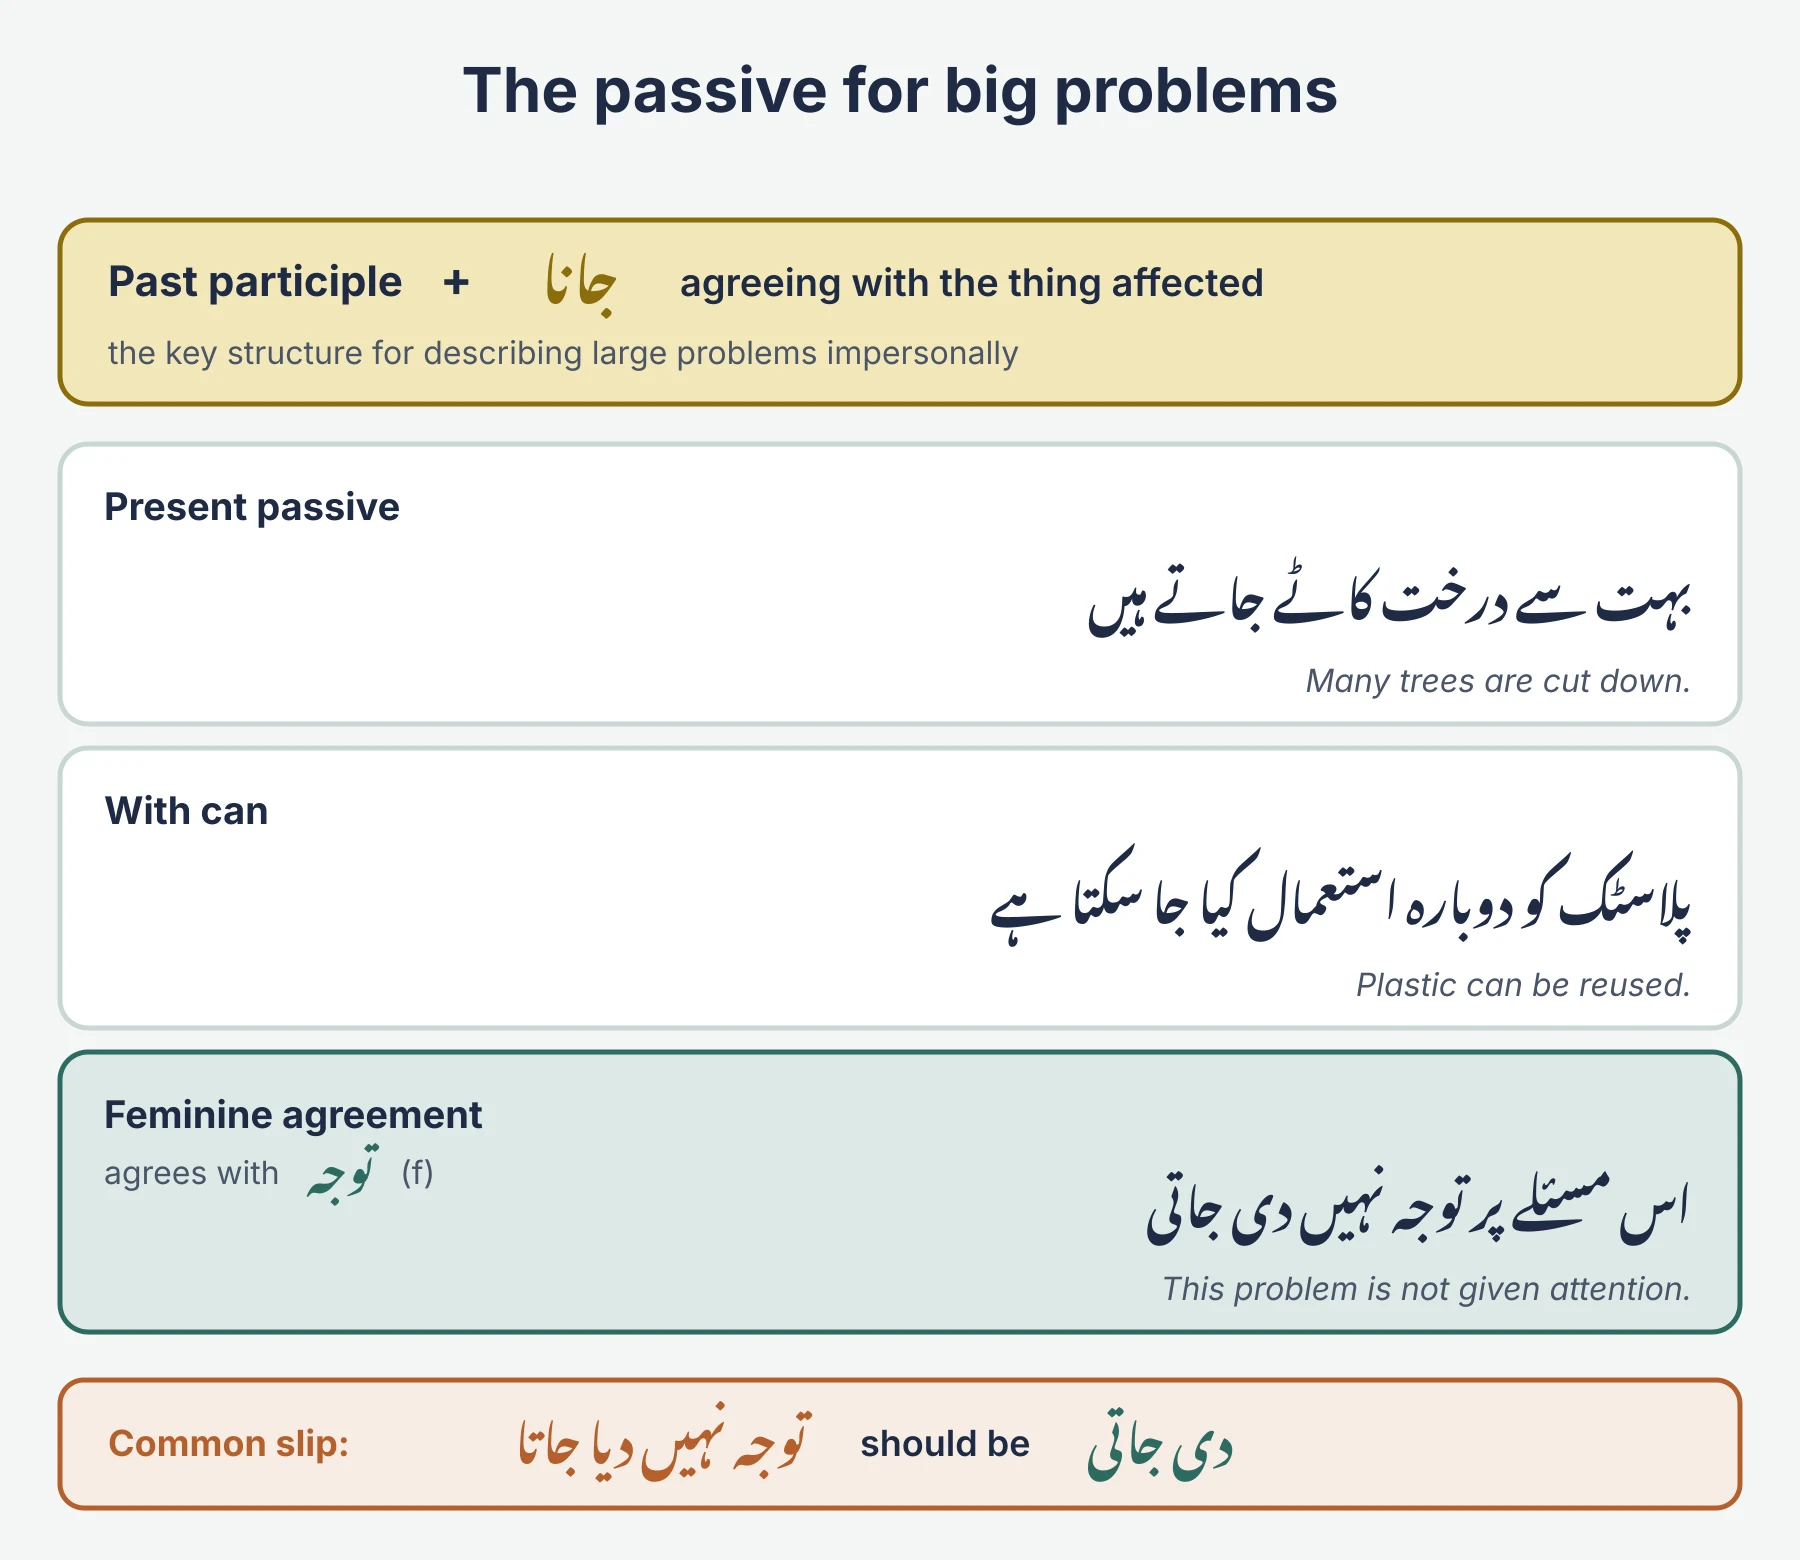 The passive for big problems
Past participle + جانا agreeing with the thing affected
the key structure for describing large problems impersonally
Present passive
بہت سے درخت کاٹے جاتے ہیں
Many trees are cut down.
With can
پلاسٹک کو دوبارہ استعمال کیا جا سکتا ہے
Plastic can be reused.
Feminine agreement
agrees with توجہ (f)
اس مسئلے پر توجہ نہیں دی جاتی
This problem is not given attention.
Common slip: توجہ نہیں دیا جاتا should be دی جاتی